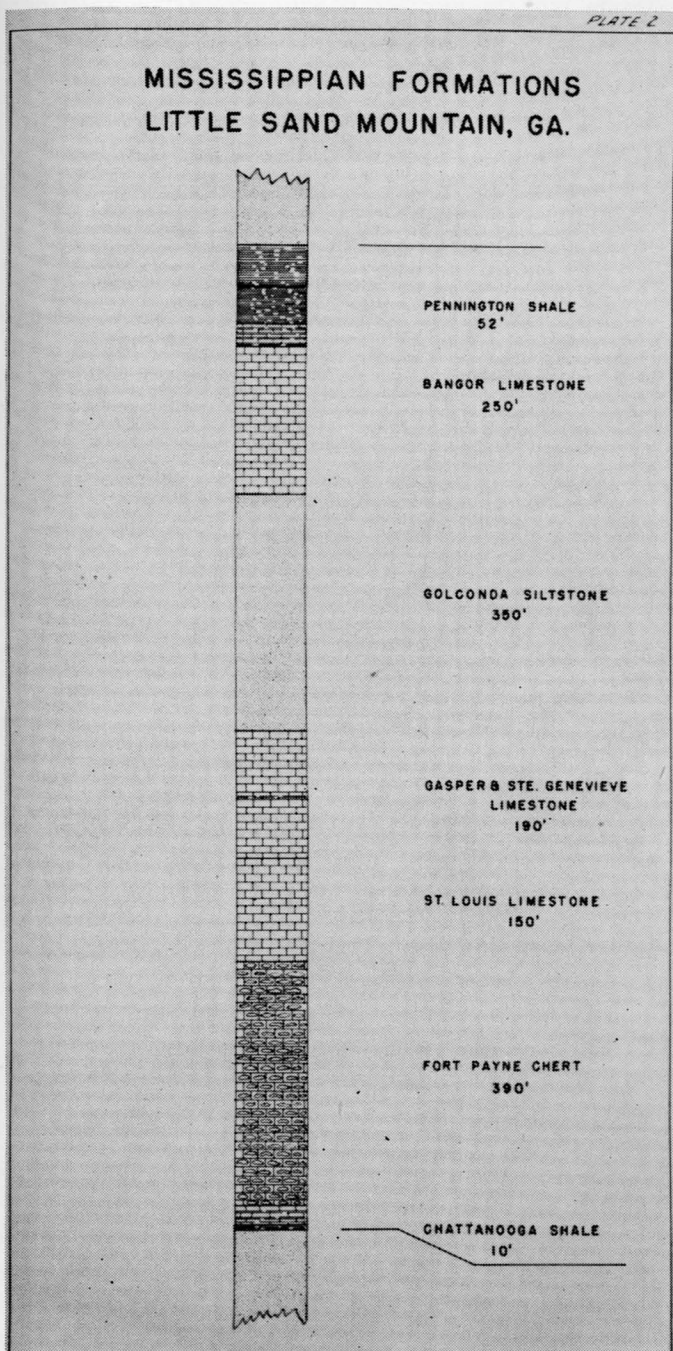 PLATE 2
MISSISSIPPIAN FORMATIONS
LITTLE SAND MOUNTAIN, GA.
PENNINGTON SHALE
52'
BANGOR LIMESTONE
250'
GOLCONDA SILTSTONE
350'
GASPER & STE. GENEVIEVE
LIMESTONE
190'
ST. LOUIS LIMESTONE
150'
FORT PAYNE CHERT
390'
CHATTANOOGA SHALE
10'